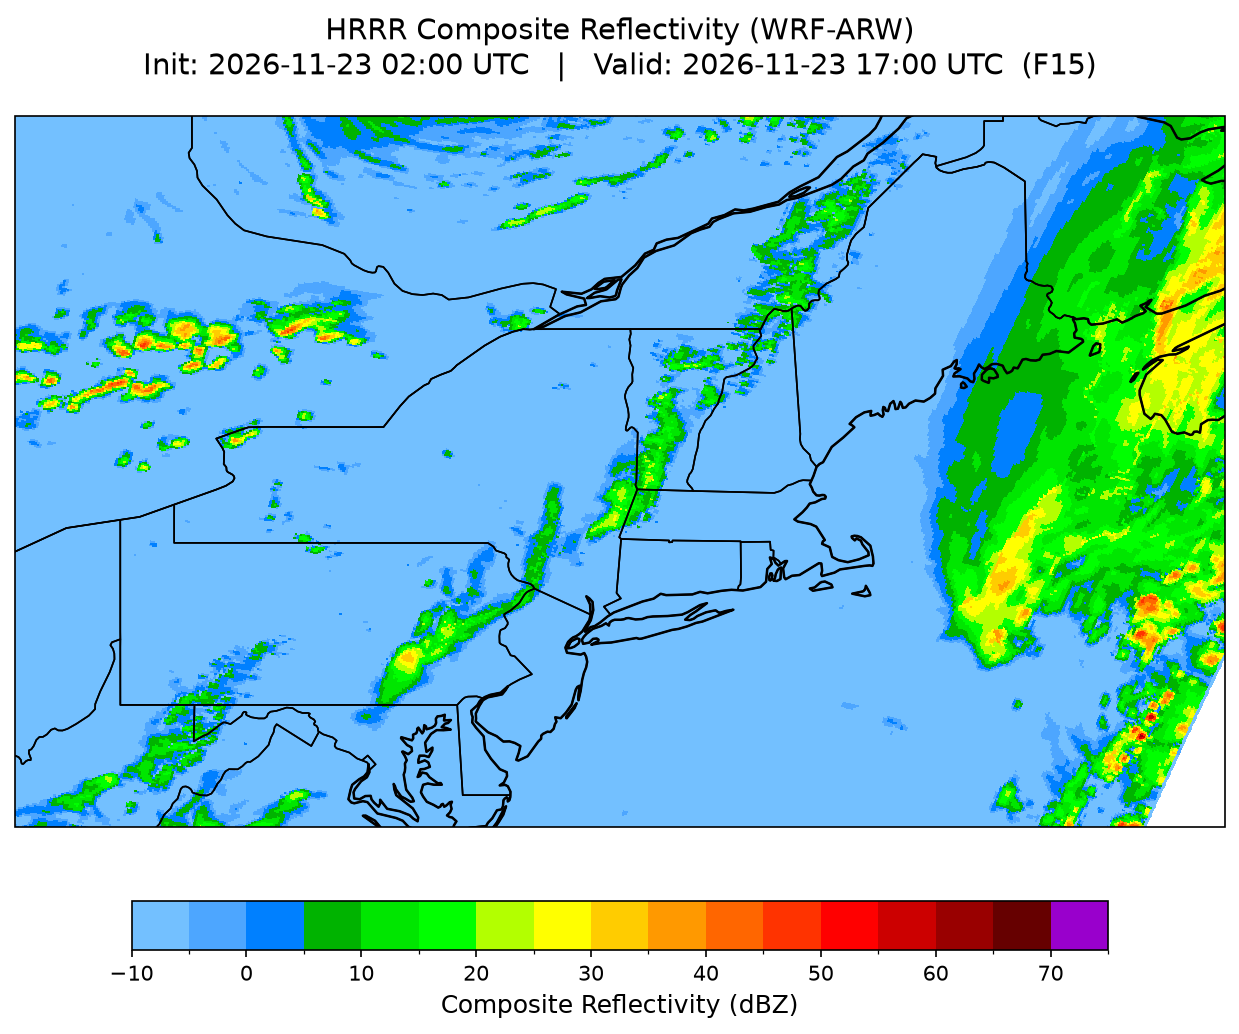 HRRR Composite Reflectivity (WRF-ARW)
Init: 2026-11-23 02:00 UTC | Valid: 2026-11-23 17:00 UTC (F15)
−10 0 10 20 30 40 50 60 70
Composite Reflectivity (dBZ)